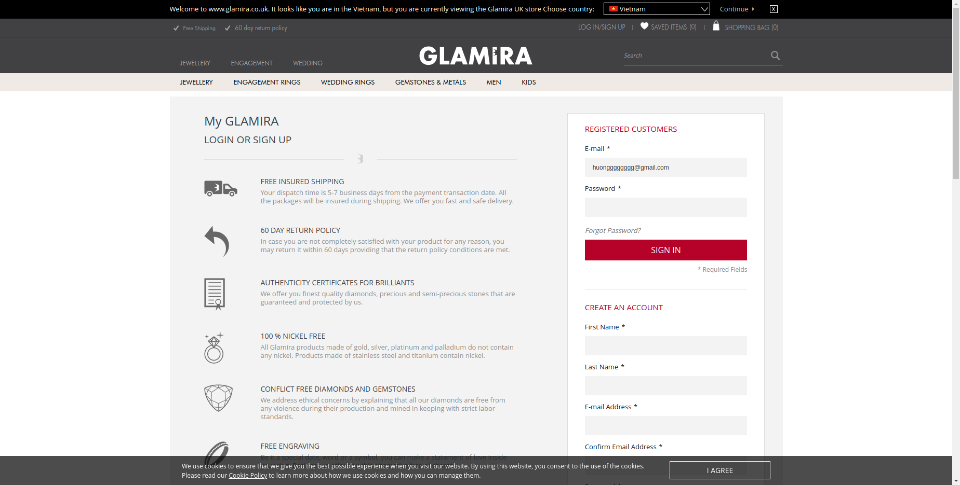 Welcome to www.glamira.co.uk. It looks like you are in the Vietnam, but you are currently viewing the Glamira UK store Choose country: Vietnam Continue X
Free Shipping 60 day return policy LOG IN/SIGN UP | SAVED ITEMS (0) | SHOPPING BAG (0)
JEWELLERY ENGAGEMENT WEDDING GLAMIRA Search
JEWELLERY ENGAGEMENT RINGS WEDDING RINGS GEMSTONES & METALS MEN KIDS
My GLAMIRA
LOGIN OR SIGN UP
FREE INSURED SHIPPING
Your dispatch time is 5-7 business days from the payment transaction date. All
the packages will be insured during shipping. We offer you fast and safe delivery.
60 DAY RETURN POLICY
In case you are not completely satisfied with your product for any reason, you
may return it within 60 days providing that the return policy conditions are met.
AUTHENTICITY CERTIFICATES FOR BRILLIANTS
We offer you finest quality diamonds, precious and semi-precious stones that are
guaranteed and protected by us.
100 % NICKEL FREE
All Glamira products made of gold, silver, platinum and palladium do not contain
any nickel. Products made of stainless steel and titanium contain nickel.
CONFLICT FREE DIAMONDS AND GEMSTONES
We address ethical concerns by explaining that all our diamonds are free from
any violence during their production and mined in keeping with strict labor
standards.
FREE ENGRAVING
REGISTERED CUSTOMERS
E-mail *
huonggggggggg@gmail.com
Password *
Forgot Password?
SIGN IN
* Required Fields
CREATE AN ACCOUNT
First Name *
Last Name *
E-mail Address *
Confirm Email Address *
We use cookies to ensure that we give you the best possible experience when you visit our website. By using this website, you consent to the use of the cookies.
Please read our Cookie Policy to learn more about how we use cookies and how you can manage them.
I AGREE